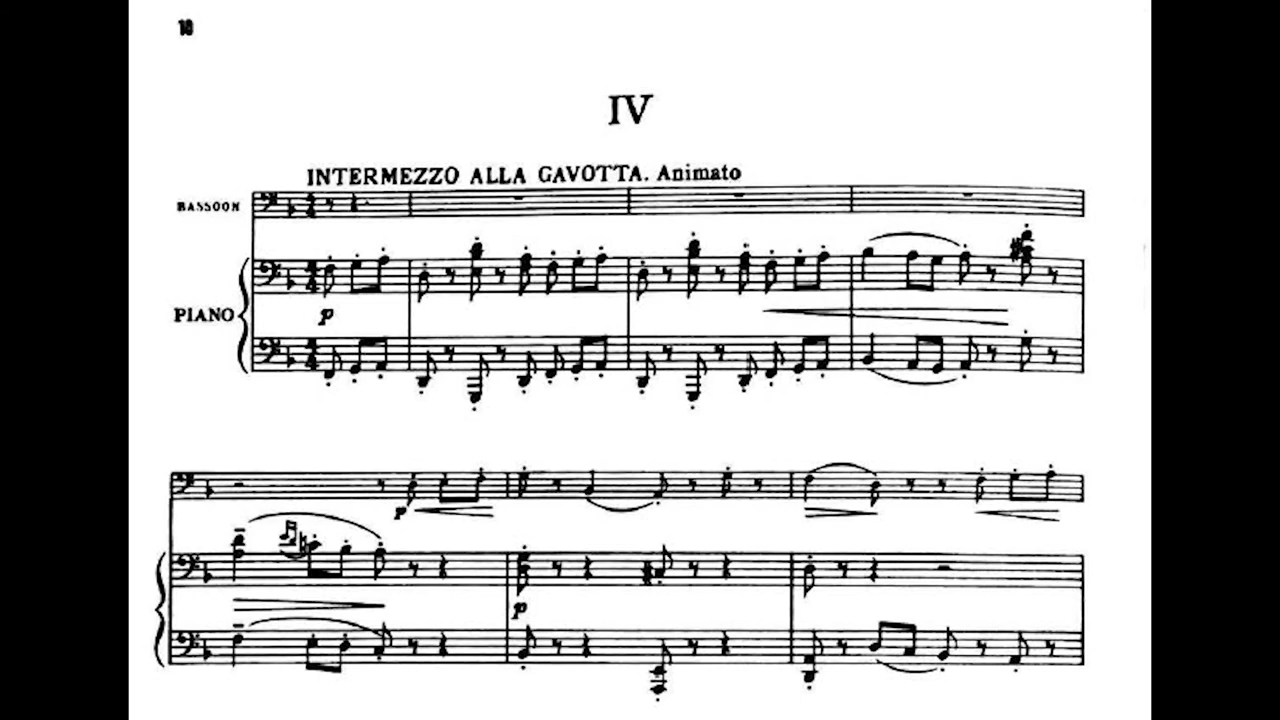 18
IV
INTERMEZZO ALLA GAVOTTA. Animato
BASSOON
PIANO
p
p
p